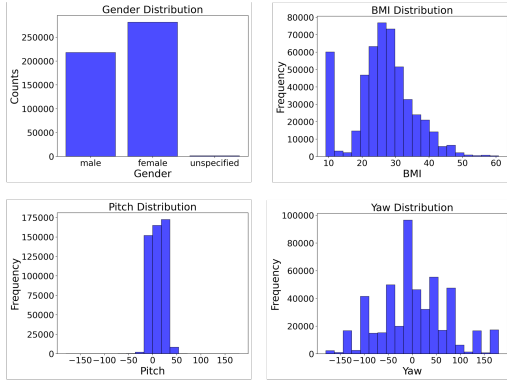 Gender Distribution
250000
200000
150000
100000
50000
0
Counts
male female unspecified
Gender
BMI Distribution
80000
70000
60000
50000
40000
30000
20000
10000
0
Frequency
10 20 30 40 50 60
BMI
Pitch Distribution
175000
150000
125000
100000
75000
50000
25000
0
Frequency
−150 −100 −50 0 50 100 150
Pitch
Yaw Distribution
100000
80000
60000
40000
20000
0
Frequency
−150 −100 −50 0 50 100 150
Yaw